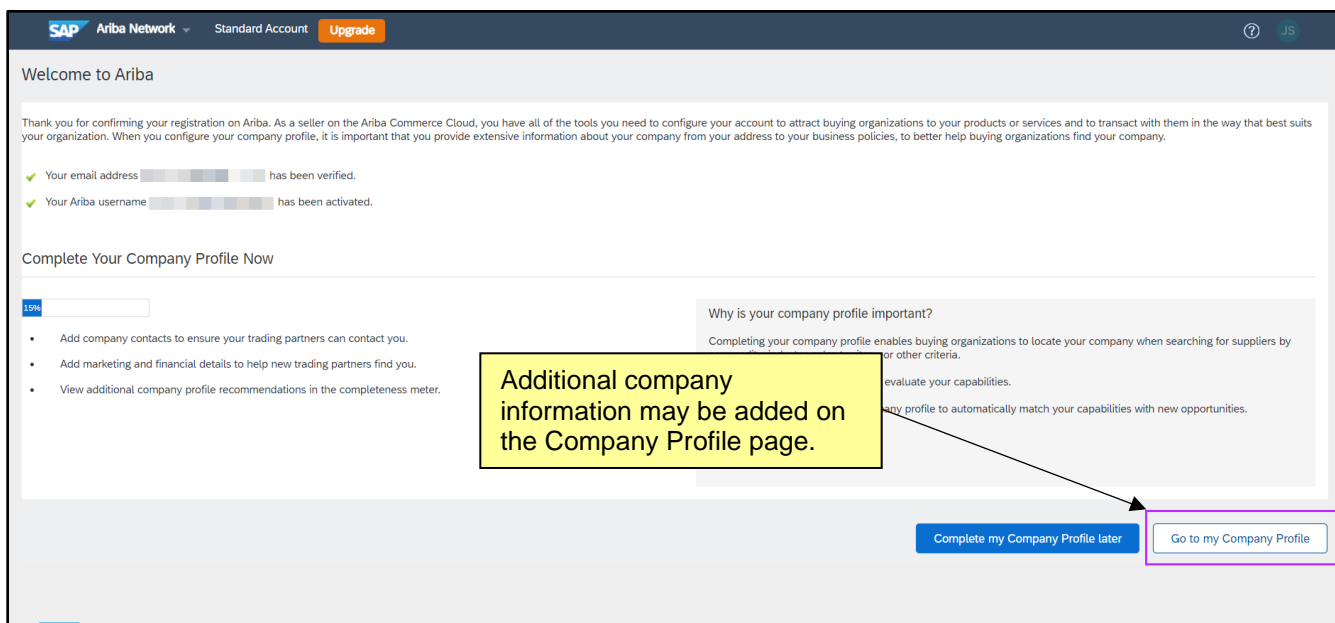 SAP Ariba Network Standard Account Upgrade ? JS
Welcome to Ariba
Thank you for confirming your registration on Ariba. As a seller on the Ariba Commerce Cloud, you have all of the tools you need to configure your account to attract buying organizations to your products or services and to transact with them in the way that best suits
your organization. When you configure your company profile, it is important that you provide extensive information about your company from your address to your business policies, to better help buying organizations find your company.
Your email address has been verified.
Your Ariba username has been activated.
Complete Your Company Profile Now
15%
• Add company contacts to ensure your trading partners can contact you.
• Add marketing and financial details to help new trading partners find you.
• View additional company profile recommendations in the completeness meter.
Why is your company profile important?
Completing your company profile enables buying organizations to locate your company when searching for suppliers by
or other criteria.
evaluate your capabilities.
profile to automatically match your capabilities with new opportunities.
Additional company
information may be added on
the Company Profile page.
Complete my Company Profile later
Go to my Company Profile